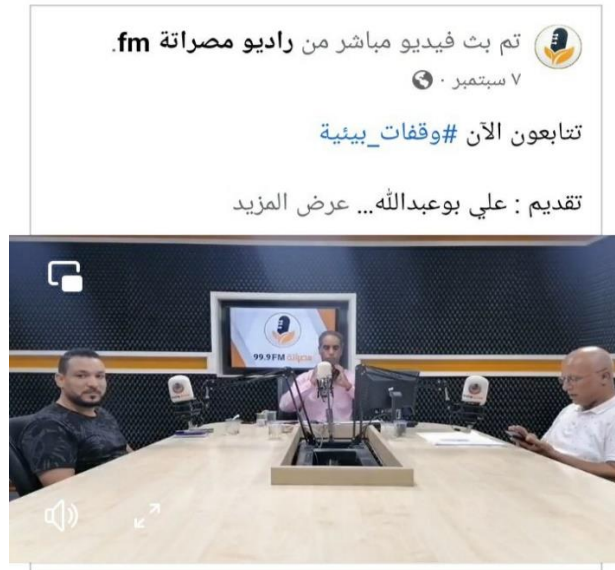 تم بث فيديو مباشر من راديو مصراتة fm.
٧ سبتمبر ·
تتابعون الآن #وقفات_بيئية
تقديم : علي بوعبدالله... عرض المزيد
99.9FM مصراتة